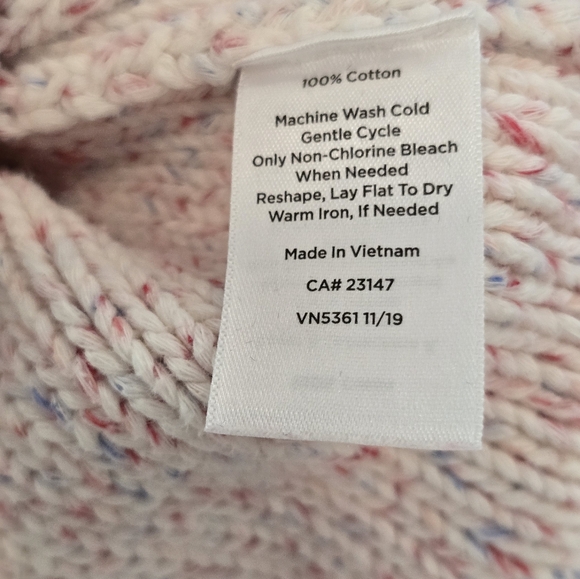 100% Cotton
Machine Wash Cold
Gentle Cycle
Only Non-Chlorine Bleach
When Needed
Reshape, Lay Flat To Dry
Warm Iron, If Needed
Made In Vietnam
CA# 23147
VN5361 11/19